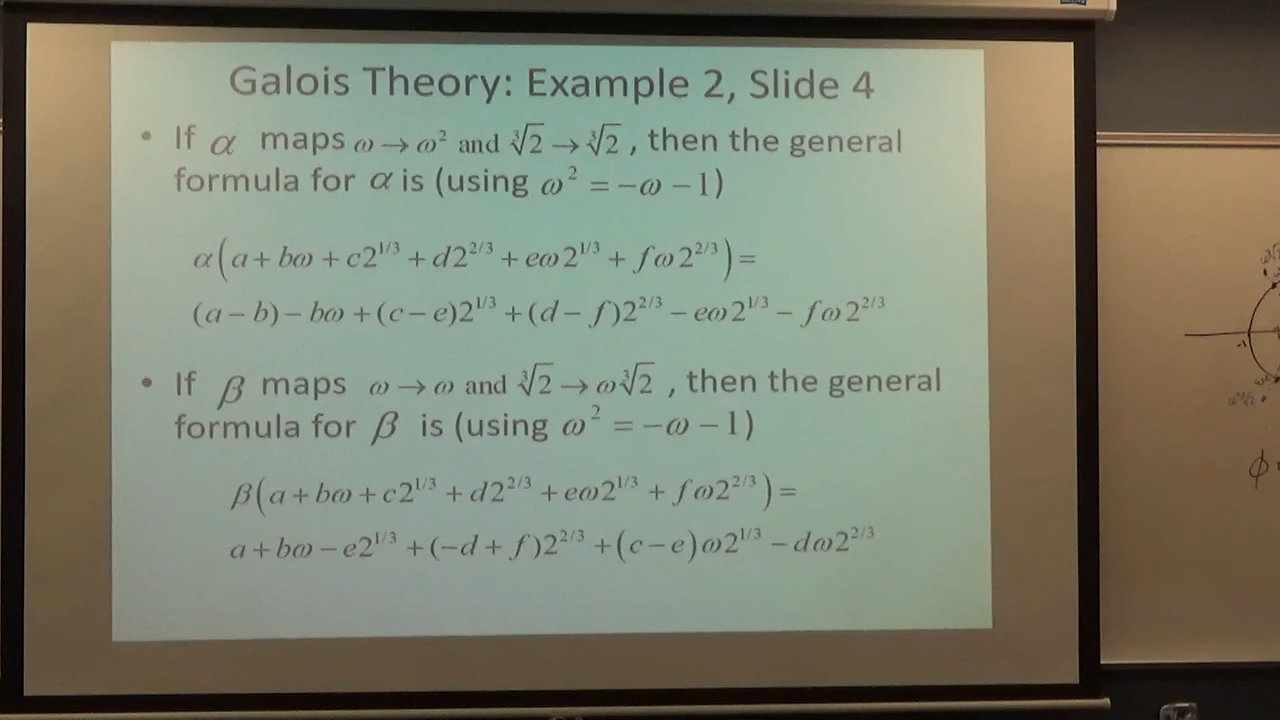 Galois Theory: Example 2, Slide 4
• If α maps ω → ω² and ∛2 → ∛2 , then the general
formula for α is (using ω² = −ω − 1)
α(a + bω + c2^{1/3} + d2^{2/3} + eω2^{1/3} + fω2^{2/3}) =
(a − b) − bω + (c − e)2^{1/3} + (d − f)2^{2/3} − eω2^{1/3} − fω2^{2/3}
• If β maps ω → ω and ∛2 → ω∛2 , then the general
formula for β is (using ω² = −ω − 1)
β(a + bω + c2^{1/3} + d2^{2/3} + eω2^{1/3} + fω2^{2/3}) =
a + bω − e2^{1/3} + (−d + f)2^{2/3} + (c − e)ω2^{1/3} − dω2^{2/3}
-1
ϕ